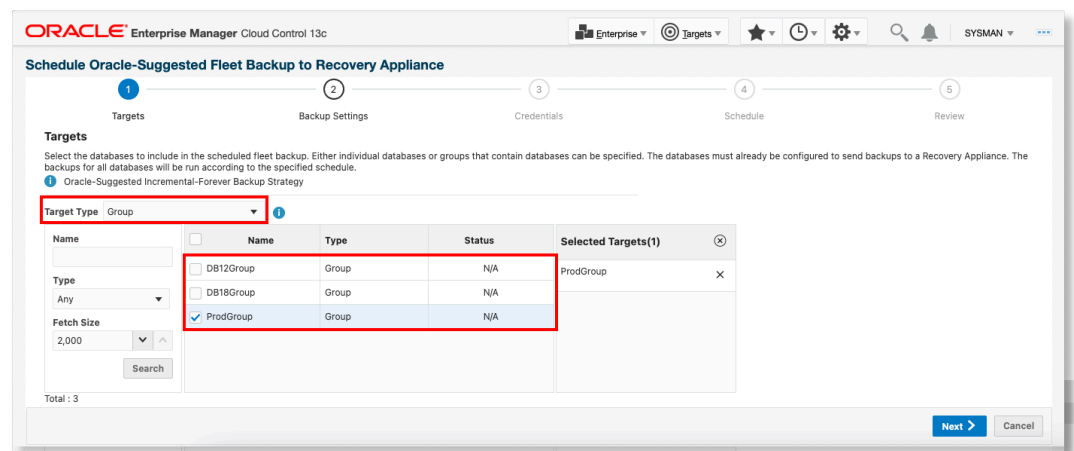 ORACLE Enterprise Manager Cloud Control 13c Enterprise Targets SYSMAN
Schedule Oracle-Suggested Fleet Backup to Recovery Appliance
1 2 3 4 5
Targets Backup Settings Credentials Schedule Review
Targets
Select the databases to include in the scheduled fleet backup. Either individual databases or groups that contain databases can be specified. The databases must already be configured to send backups to a Recovery Appliance. The
backups for all databases will be run according to the specified schedule.
Oracle-Suggested Incremental-Forever Backup Strategy
Target Type Group
Name
Type
Any
Fetch Size
2,000
Search
Name Type Status
DB12Group Group N/A
DB18Group Group N/A
ProdGroup Group N/A
Selected Targets(1)
ProdGroup
Total : 3
Next Cancel